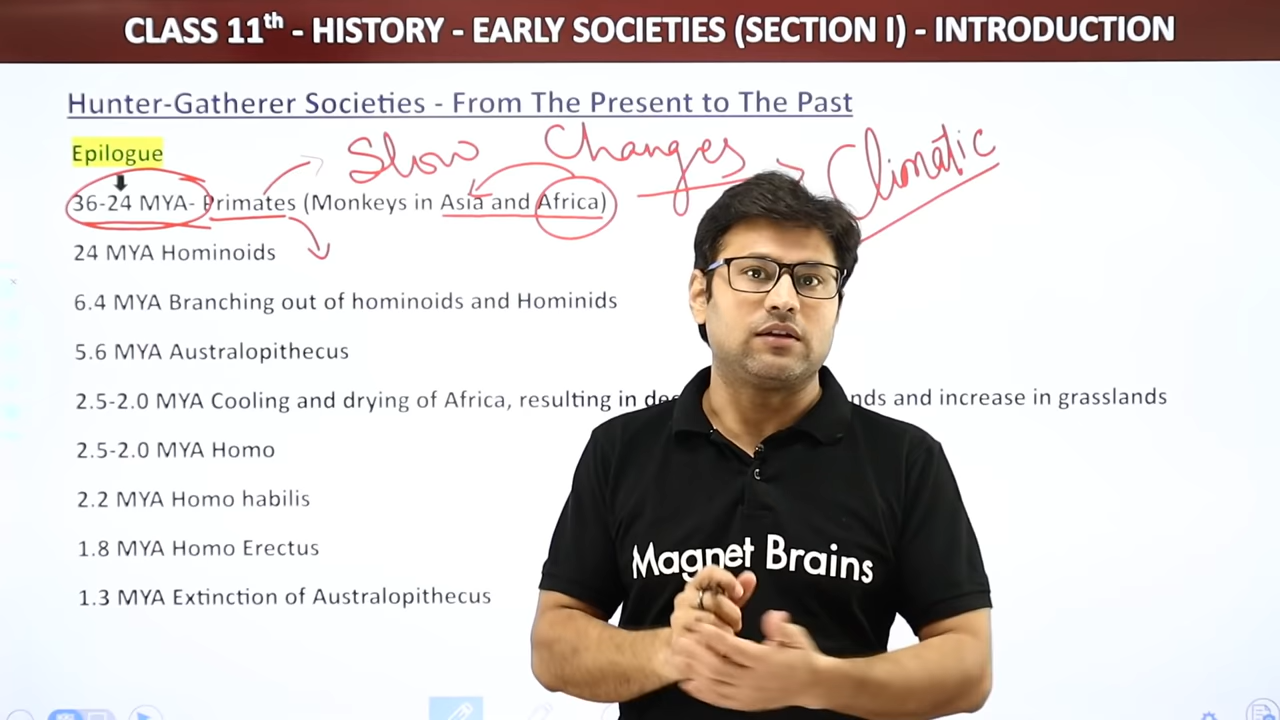 CLASS 11th - HISTORY - EARLY SOCIETIES (SECTION I) - INTRODUCTION
Hunter-Gatherer Societies - From The Present to The Past
Slow Changes Climatic
Epilogue
36-24 MYA- Primates (Monkeys in Asia and Africa)
24 MYA Hominoids
6.4 MYA Branching out of hominoids and Hominids
5.6 MYA Australopithecus
2.5-2.0 MYA Cooling and drying of Africa, resulting in and increase in grasslands
2.5-2.0 MYA Homo
2.2 MYA Homo habilis
1.8 MYA Homo Erectus
1.3 MYA Extinction of Australopithecus
Magnet Brains